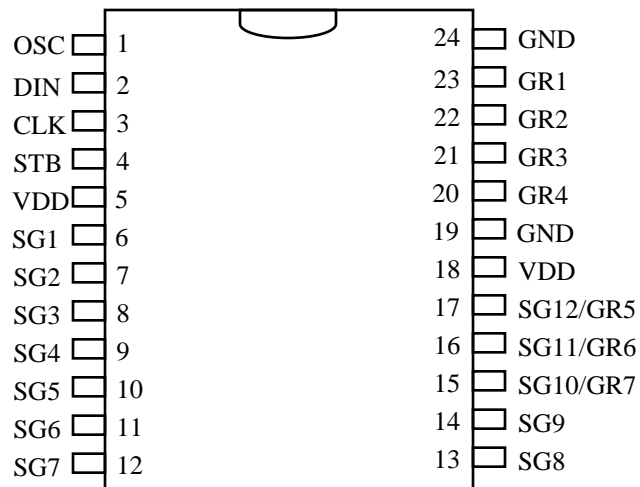 OSC 1 24 GND
DIN 2 23 GR1
CLK 3 22 GR2
STB 4 21 GR3
VDD 5 20 GR4
SG1 6 19 GND
SG2 7 18 VDD
SG3 8 17 SG12/GR5
SG4 9 16 SG11/GR6
SG5 10 15 SG10/GR7
SG6 11 14 SG9
SG7 12 13 SG8